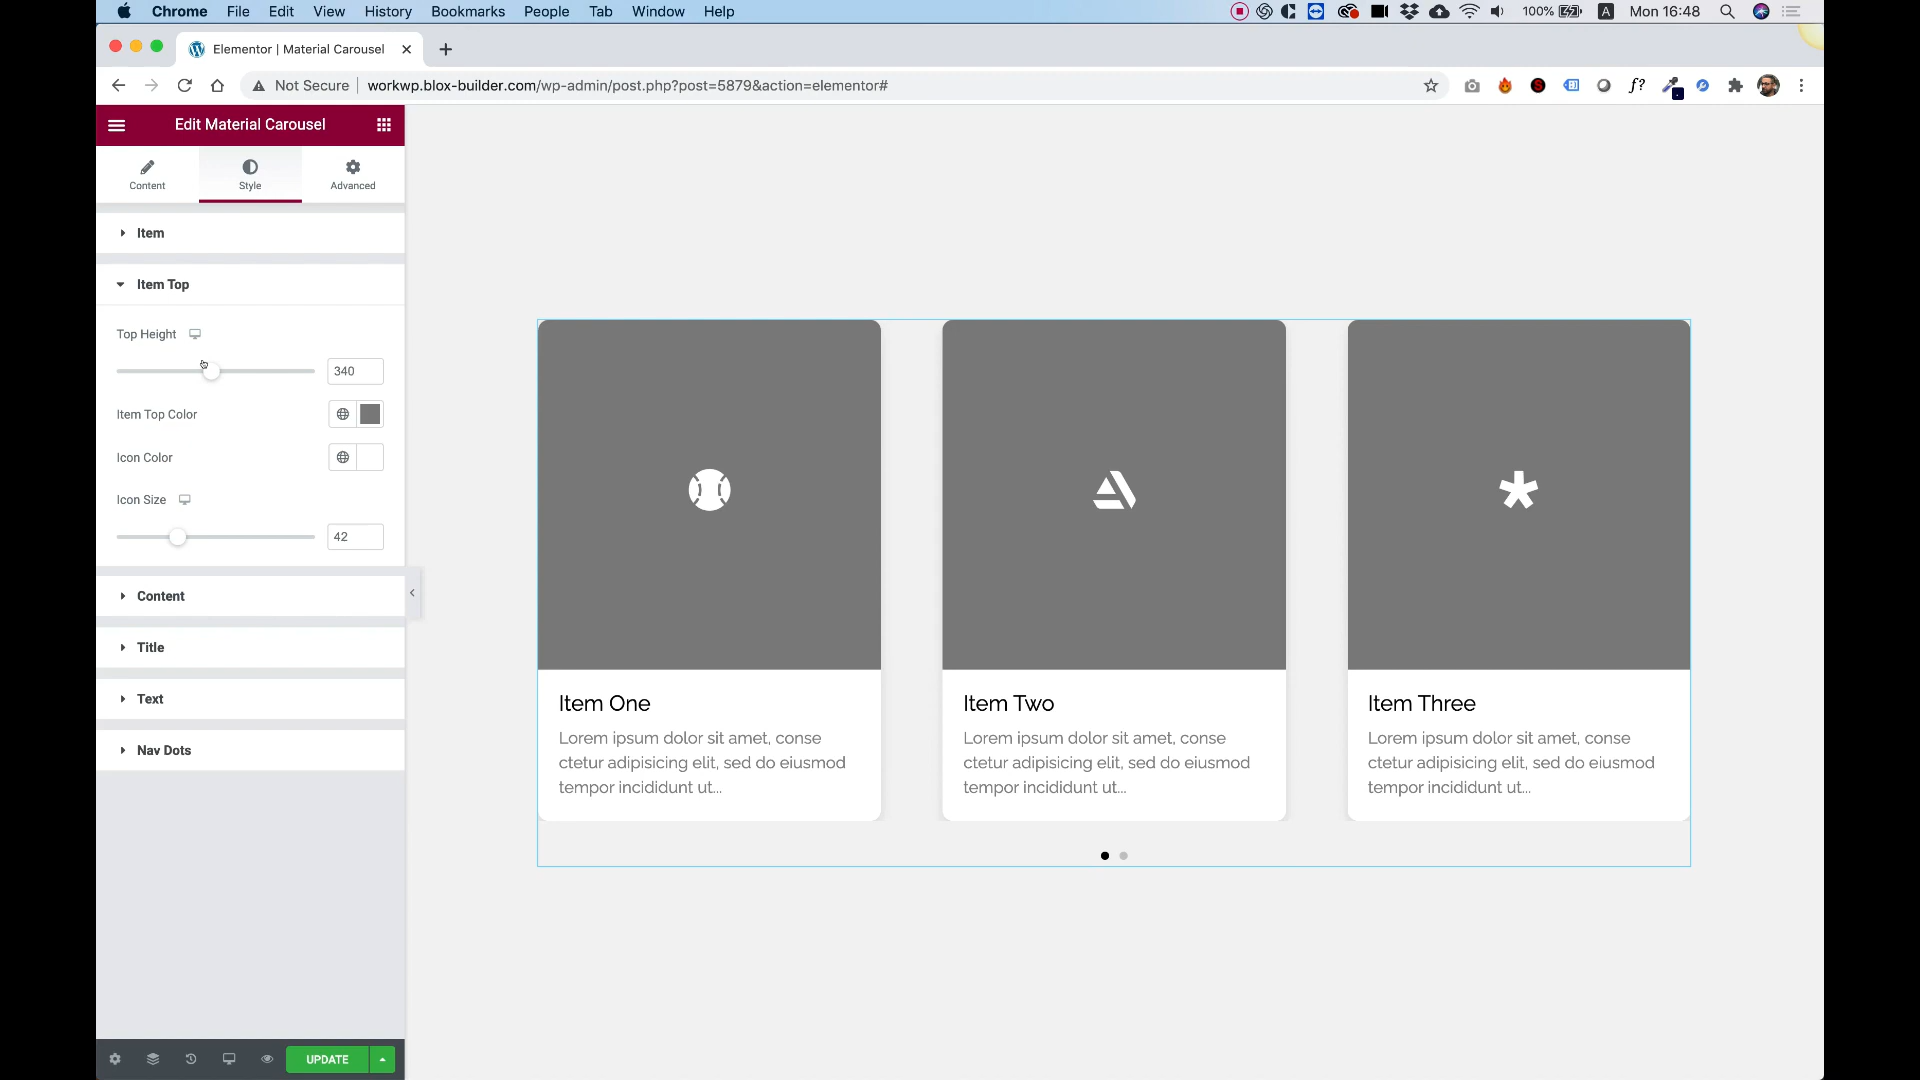 Chrome File Edit View History Bookmarks People Tab Window Help
100% A Mon 16:48
Elementor | Material Carousel
Not Secure workwp.blox-builder.com/wp-admin/post.php?post=5879&action=elementor#
f?
Edit Material Carousel
Content Style Advanced
Item
Item Top
Top Height
340
Item Top Color
Icon Color
Icon Size
42
Content
Title
Text
Nav Dots
UPDATE
Item One
Lorem ipsum dolor sit amet, conse
ctetur adipisicing elit, sed do eiusmod
tempor incididunt ut...
Item Two
Lorem ipsum dolor sit amet, conse
ctetur adipisicing elit, sed do eiusmod
tempor incididunt ut...
Item Three
Lorem ipsum dolor sit amet, conse
ctetur adipisicing elit, sed do eiusmod
tempor incididunt ut...